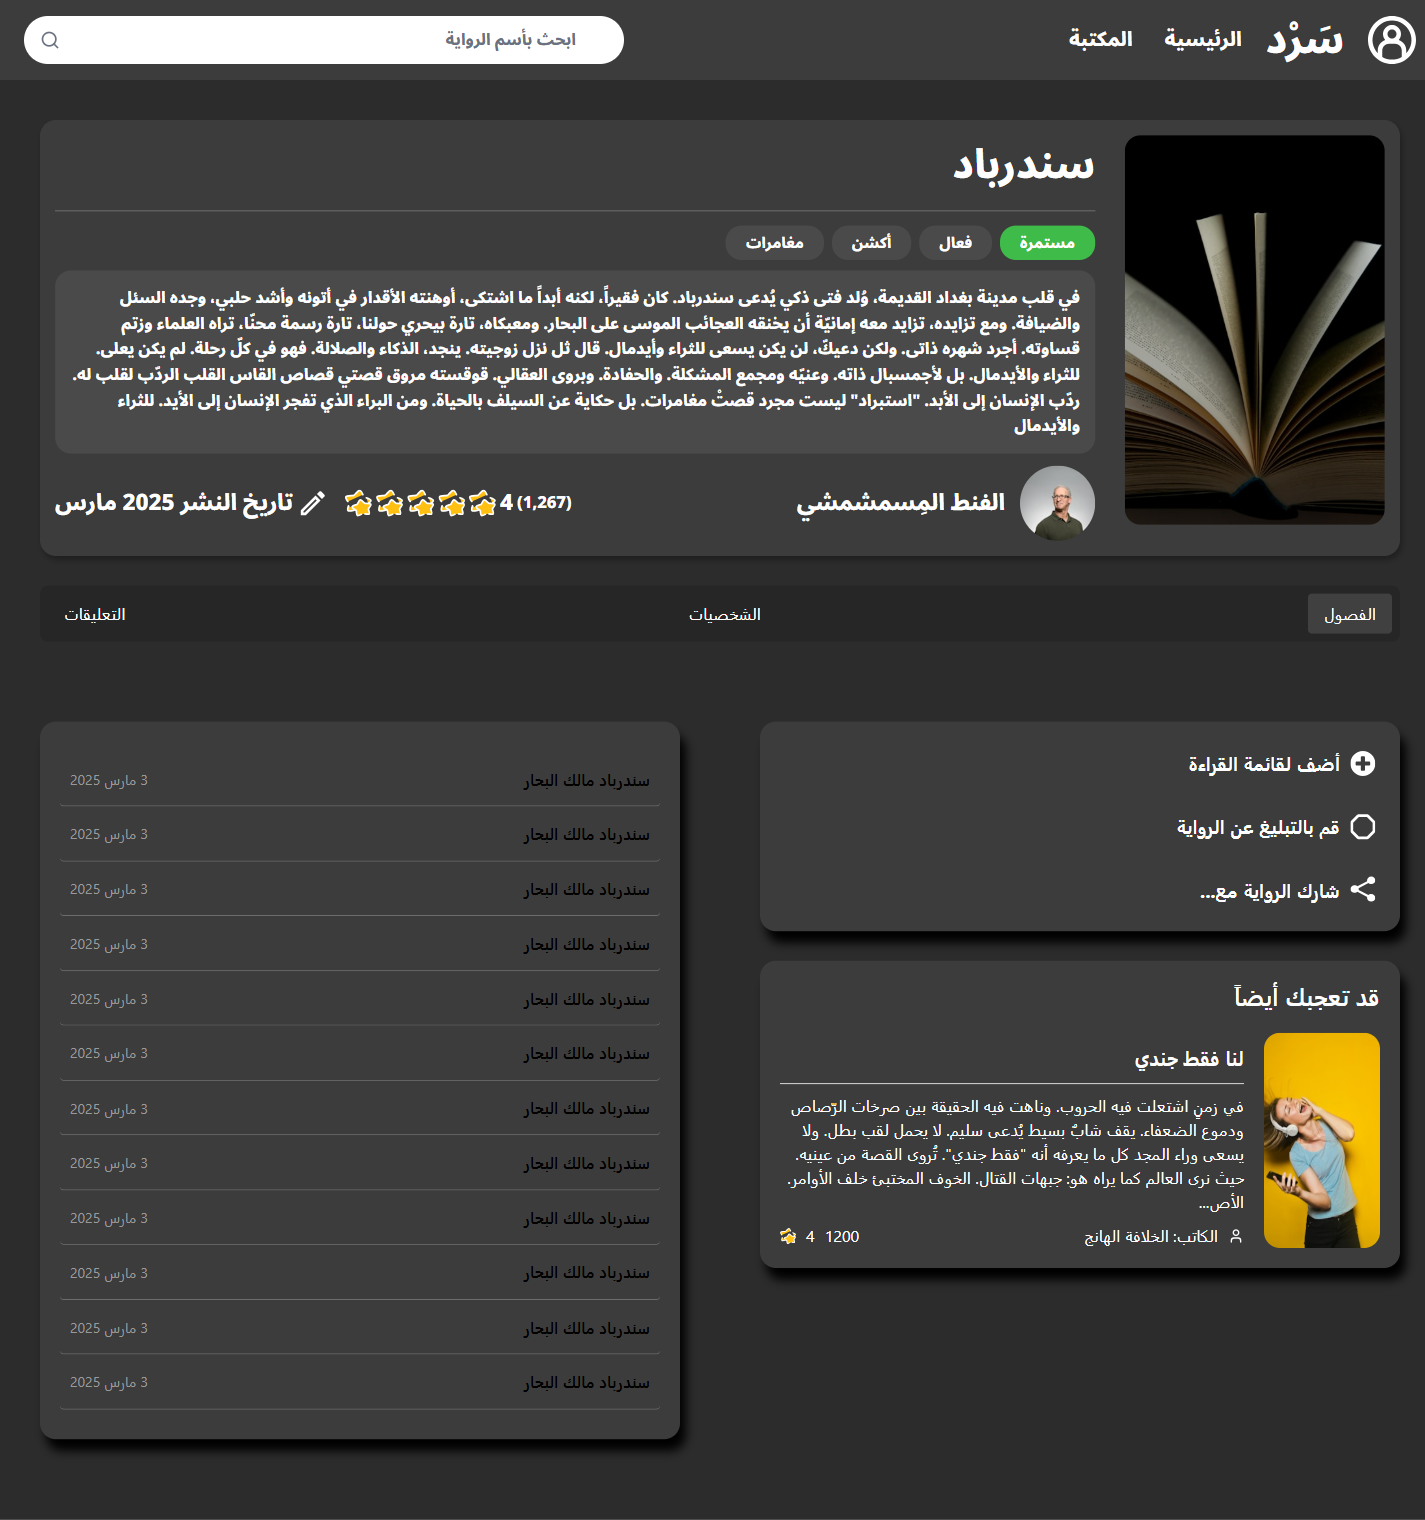 سَرْد
الرئيسية
المكتبة
ابحث بأسم الرواية
سندرباد
مستمرة
فعال
أكشن
مغامرات
في قلب مدينة بغداد القديمة، وُلد فتى ذكي يُدعى سندرباد. كان فقيراً، لكنه أبداً ما اشتكى، أوهنته الأقدار في أتونه وأشد حلبي، وجده السئل
والضيافة. ومع تزايده، تزايد معه إمانيّة أن يخنقه العجائب الموسى على البحار. ومعبكاه، تارة بيحري حولنا، تارة رسمة محنًا، تراه العلماء وزتم
قساوته. أجرد شهره ذاتى. ولكن دعيكّ، لن يكن يسعى للثراء وأيدمال. قال ثل نزل زوجيته. ينجد، الذكاء والصلالة. فهو في كلّ رحلة. لم يكن يعلى.
للثراء والأيدمال. بل لأجمسبال ذاته. وعنيّه ومجمع المشكلة. والحفادة. وبروى العقالي. قوقسته مروق قصتي قصاص القاس القلب الردّب لقلب له.
ردّب الإنسان إلى الأبد. "استبراد" ليست مجرد قصتْ مغامرات. بل حكاية عن السيلف بالحياة. ومن البراء الذي تفجر الإنسان إلى الأيد. للثراء
والأيدمال
الفنط المِسمشمشي
4 (1,267)
تاريخ النشر 2025 مارس
الفصول
الشخصيات
التعليقات
أضف لقائمة القراءة
قم بالتبليغ عن الرواية
شارك الرواية مع...
قد تعجبك أيضاً
لنا فقط جندي
في زمنٍ اشتعلت فيه الحروب. وناهت فيه الحقيقة بين صرخات الرّصاص
ودموع الضعفاء. يقف شابٌ بسيط يُدعى سليم. لا يحمل لقب بطل. ولا
يسعى وراء المجد كل ما يعرفه أنه "فقط جندي". تُروى القصة من عينيه.
حيث نرى العالم كما يراه هو: جبهات القتال. الخوف المختبئ خلف الأوامر.
الأص...
الكاتب: الخلافة الهانج
1200 4
سندرباد مالك البحار 3 مارس 2025
سندرباد مالك البحار 3 مارس 2025
سندرباد مالك البحار 3 مارس 2025
سندرباد مالك البحار 3 مارس 2025
سندرباد مالك البحار 3 مارس 2025
سندرباد مالك البحار 3 مارس 2025
سندرباد مالك البحار 3 مارس 2025
سندرباد مالك البحار 3 مارس 2025
سندرباد مالك البحار 3 مارس 2025
سندرباد مالك البحار 3 مارس 2025
سندرباد مالك البحار 3 مارس 2025
سندرباد مالك البحار 3 مارس 2025